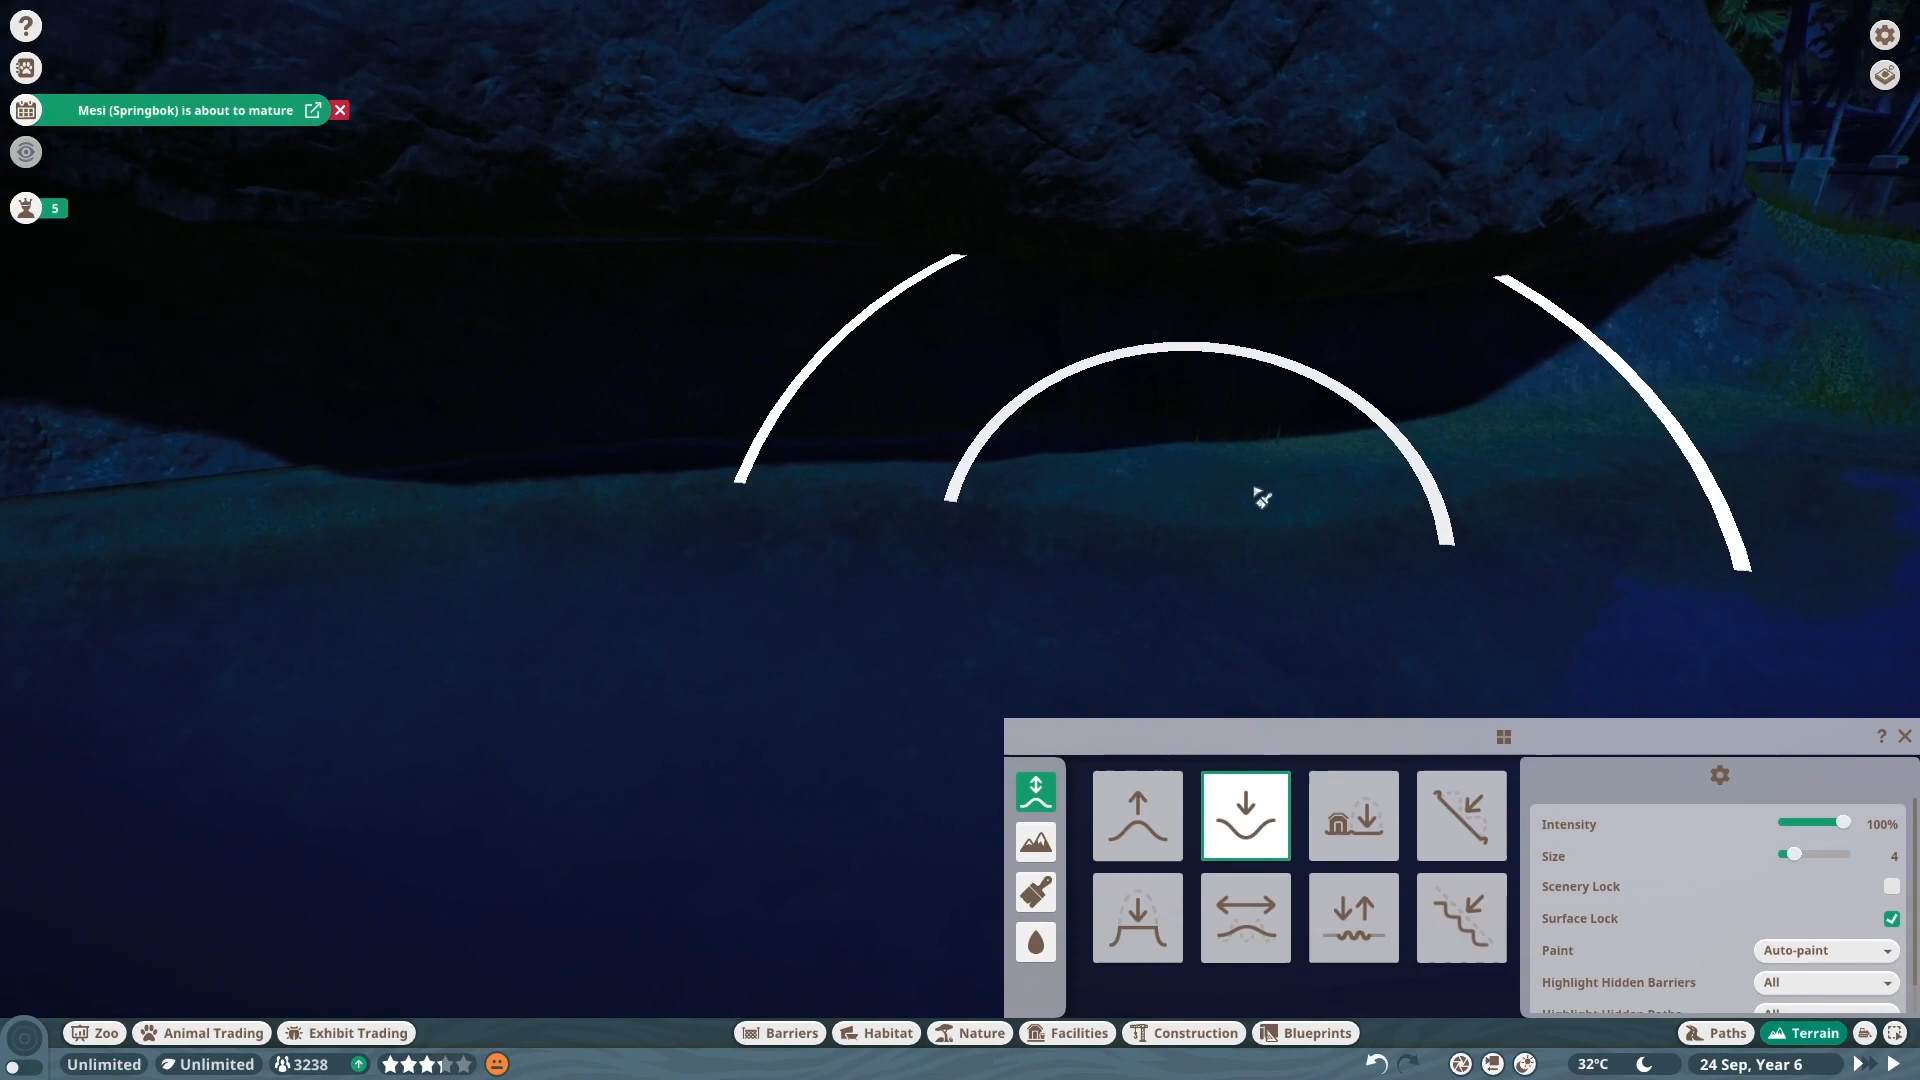 ?
Mesi (Springbok) is about to mature
5
?
Intensity 100%
Size 4
Scenery Lock
Surface Lock
Paint Auto-paint
Highlight Hidden Barriers All
Zoo Animal Trading Exhibit Trading Barriers Habitat Nature Facilities Construction Blueprints Paths Terrain
Unlimited Unlimited 3238 32°C 24 Sep, Year 6